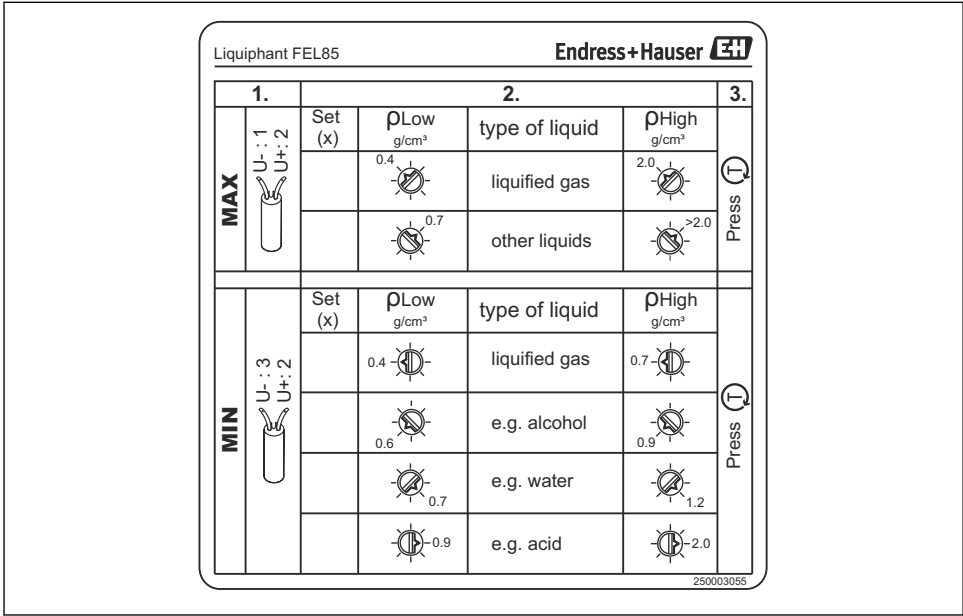 Liquiphant FEL85
Endress+Hauser EH
1. 2. 3.
MAX
U- : 1
U+: 2
Set (x) ρLow g/cm³ type of liquid ρHigh g/cm³
0.4 liquified gas 2.0
0.7 other liquids >2.0
Press T
MIN
U- : 3
U+: 2
Set (x) ρLow g/cm³ type of liquid ρHigh g/cm³
0.4 liquified gas 0.7
0.6 e.g. alcohol 0.9
0.7 e.g. water 1.2
0.9 e.g. acid 2.0
Press T
250003055